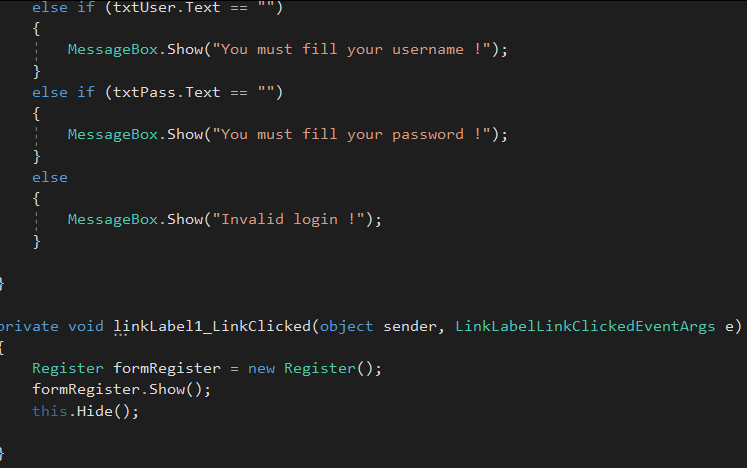 else if (txtUser.Text == "")
{
MessageBox.Show("You must fill your username !");
}
else if (txtPass.Text == "")
{
MessageBox.Show("You must fill your password !");
}
else
{
MessageBox.Show("Invalid login !");
}
}
private void linkLabel1_LinkClicked(object sender, LinkLabelLinkClickedEventArgs e)
{
Register formRegister = new Register();
formRegister.Show();
this.Hide();
}